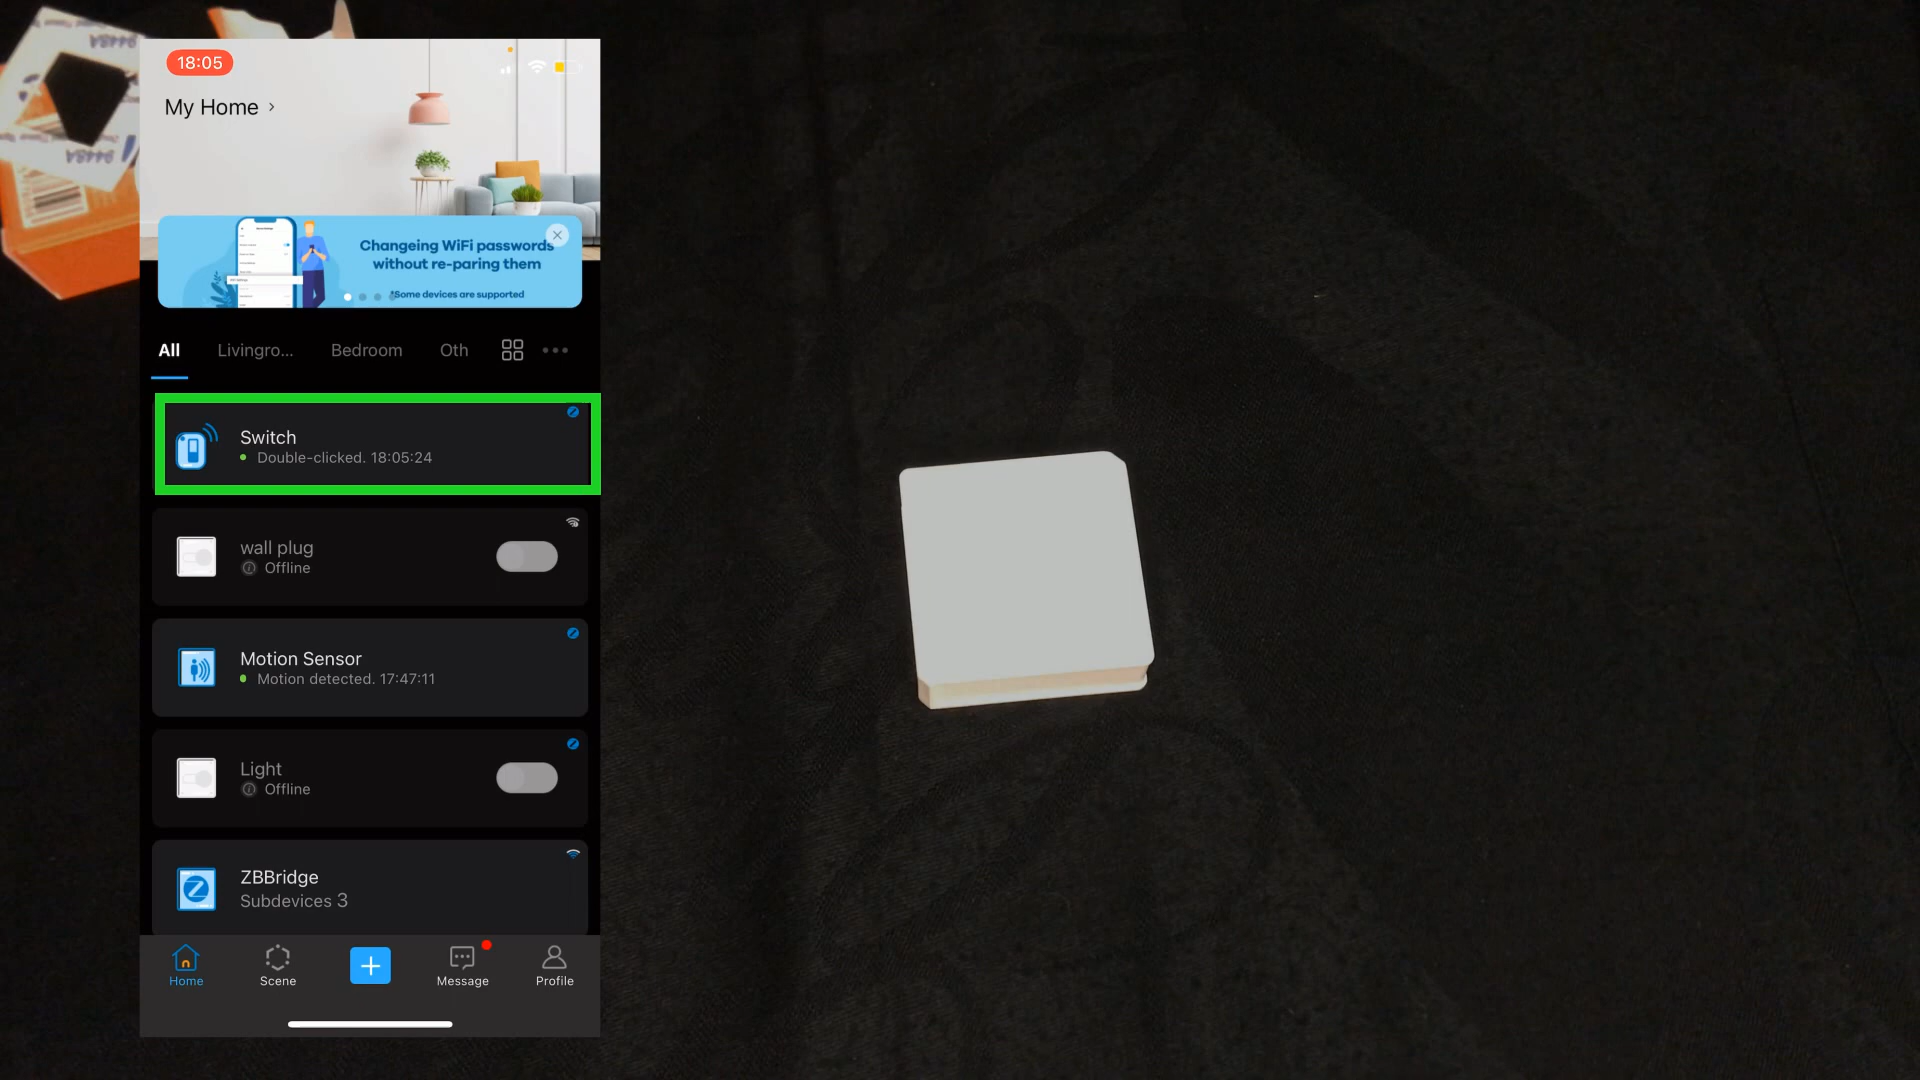 18:05
My Home
Changeing WiFi passwords
without re-paring them
*Some devices are supported
All Livingro... Bedroom Oth
Switch
Double-clicked. 18:05:24
wall plug
Offline
Motion Sensor
Motion detected. 17:47:11
Light
Offline
ZBBridge
Subdevices 3
Home Scene Message Profile
9448A
9448A